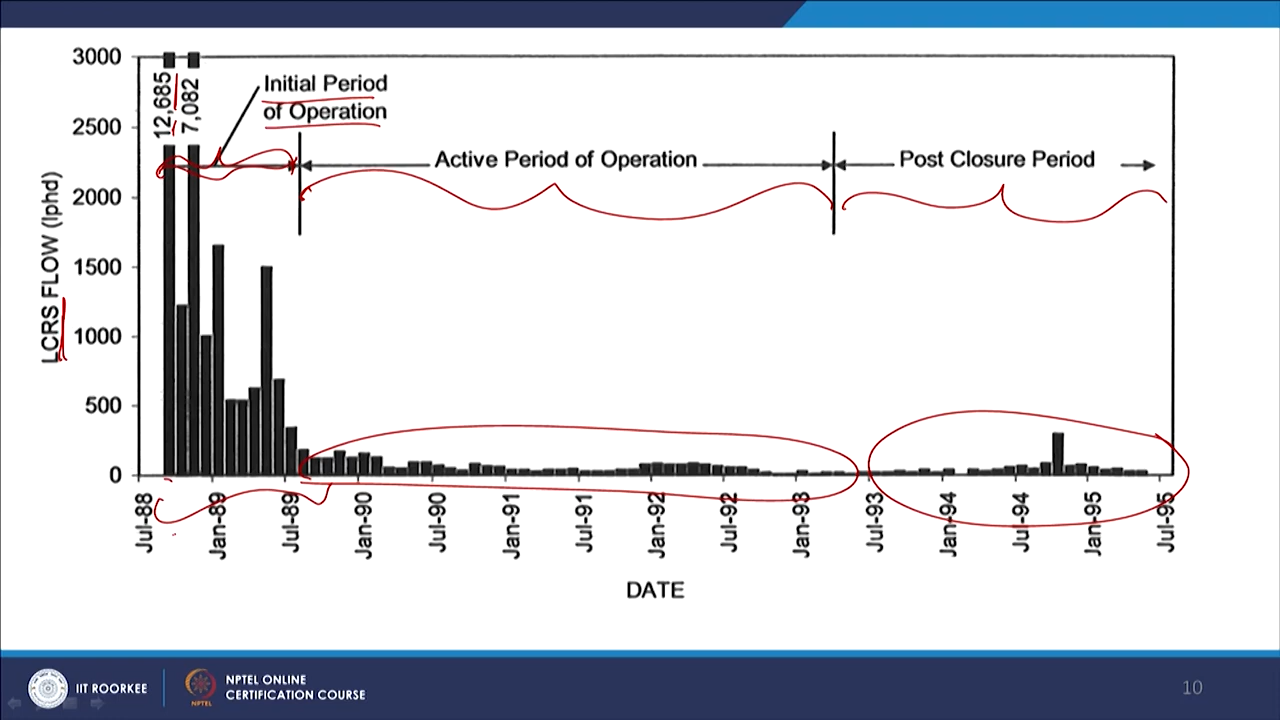 3000
2500
2000
1500
1000
500
0
LCRS FLOW (lphd)
12,685
7,082
Initial Period
of Operation
Active Period of Operation
Post Closure Period
Jul-88
Jan-89
Jul-89
Jan-90
Jul-90
Jan-91
Jul-91
Jan-92
Jul-92
Jan-93
Jul-93
Jan-94
Jul-94
Jan-95
Jul-95
DATE
IIT ROORKEE
NPTEL
NPTEL ONLINE
CERTIFICATION COURSE
10